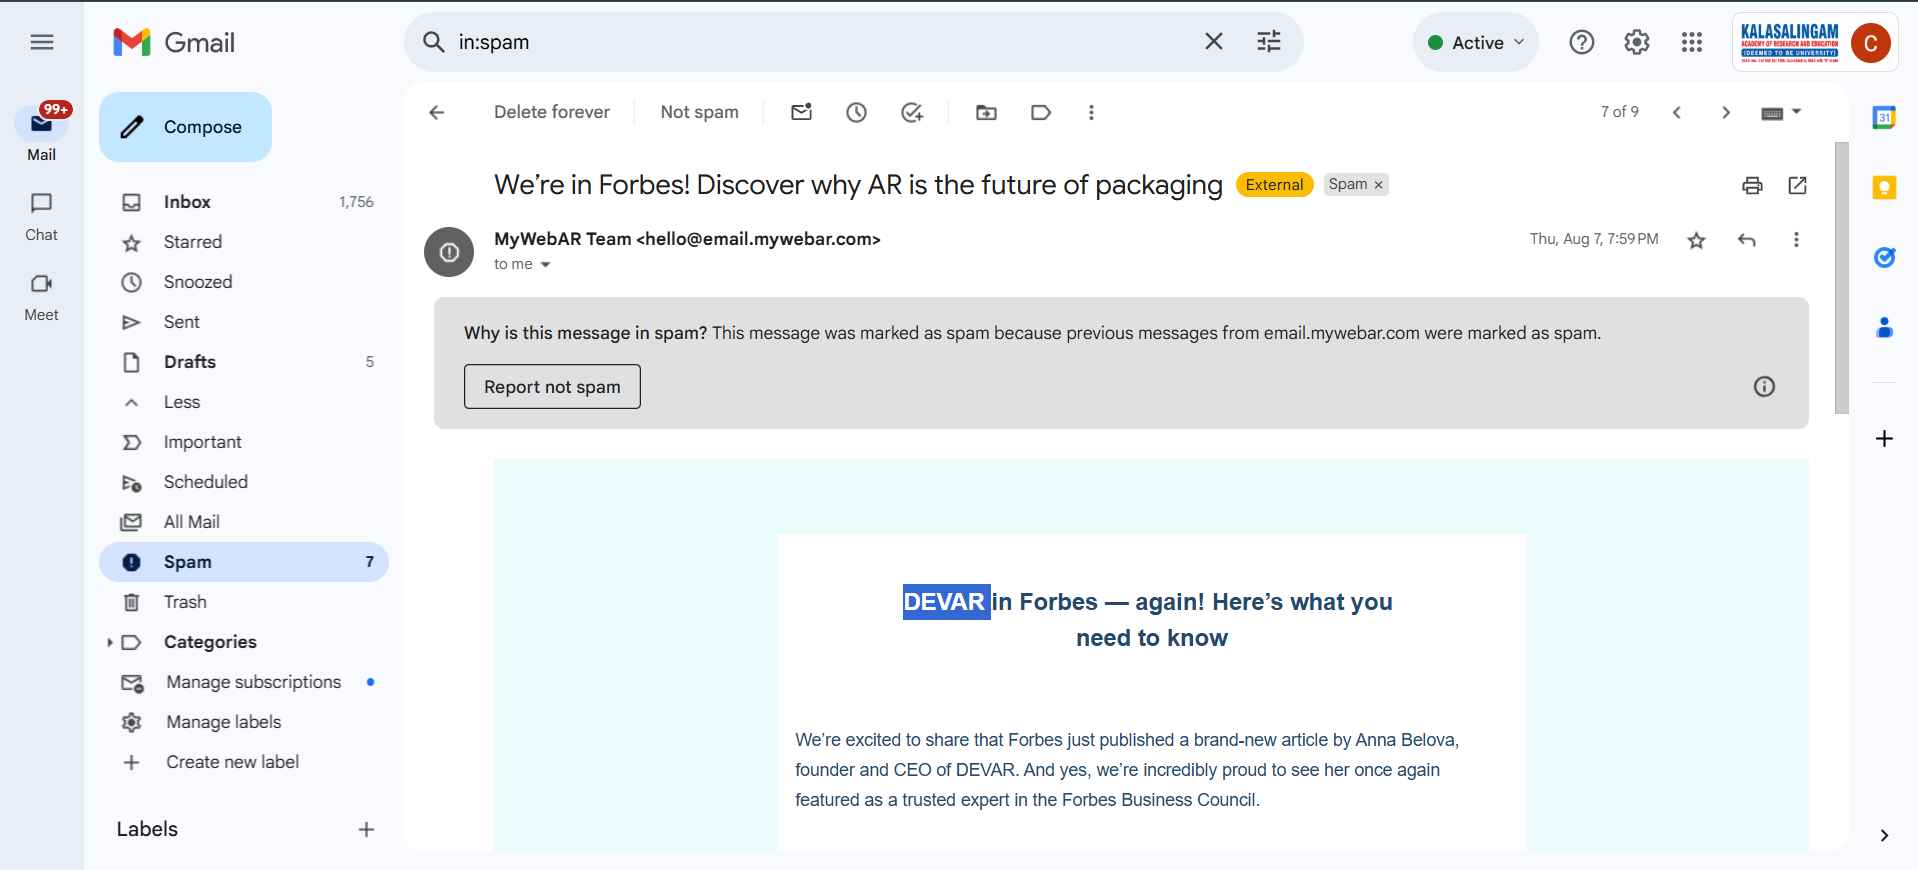 Gmail
in:spam
Active
KALASALINGAM
ACADEMY OF RESEARCH AND EDUCATION
(DEEMED TO BE UNIVERSITY)
C
99+
Mail
Chat
Meet
Compose
Inbox 1,756
Starred
Snoozed
Sent
Drafts 5
Less
Important
Scheduled
All Mail
Spam 7
Trash
Categories
Manage subscriptions
Manage labels
Create new label
Labels
Delete forever
Not spam
7 of 9
We’re in Forbes! Discover why AR is the future of packaging External Spam ×
MyWebAR Team <hello@email.mywebar.com>
Thu, Aug 7, 7:59 PM
to me
Why is this message in spam? This message was marked as spam because previous messages from email.mywebar.com were marked as spam.
Report not spam
DEVAR in Forbes — again! Here’s what you
need to know
We’re excited to share that Forbes just published a brand-new article by Anna Belova,
founder and CEO of DEVAR. And yes, we’re incredibly proud to see her once again
featured as a trusted expert in the Forbes Business Council.
31